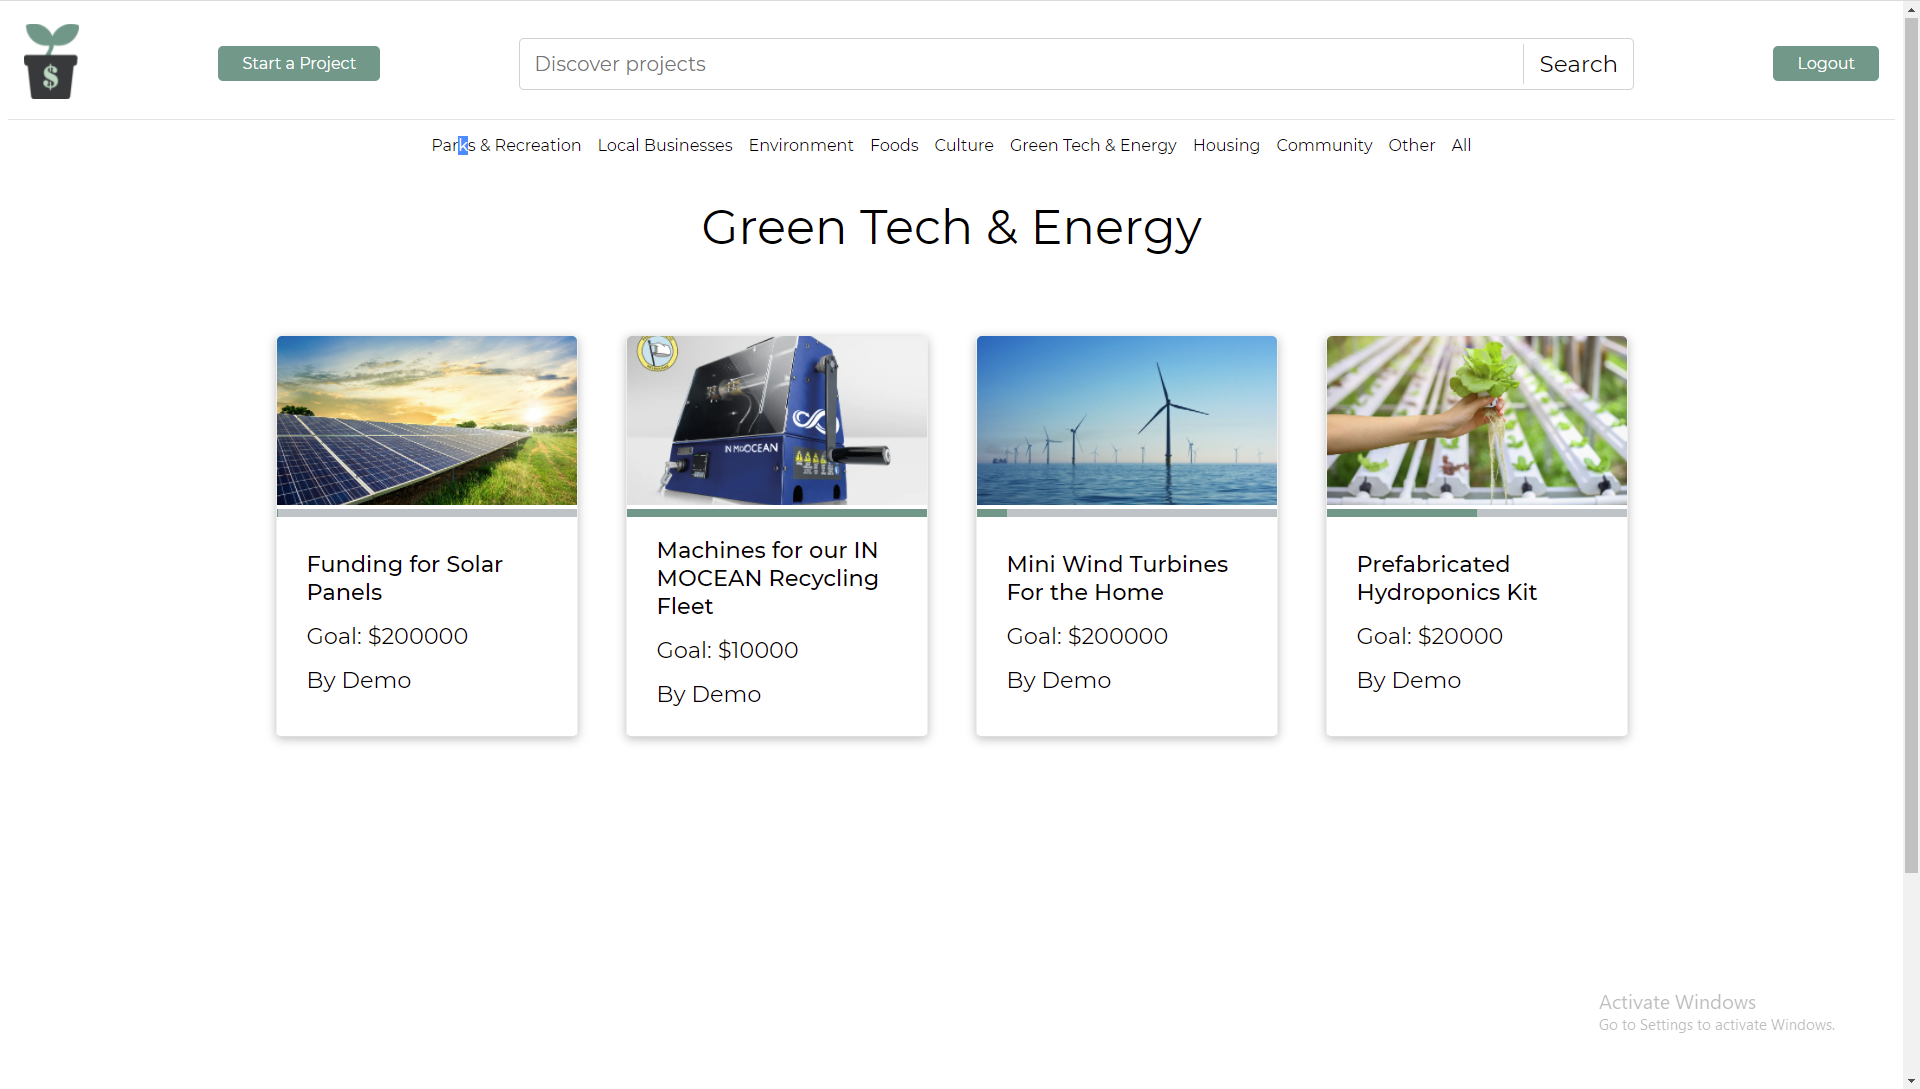 $
Start a Project
Discover projects
Search
Logout
Parks & Recreation Local Businesses Environment Foods Culture Green Tech & Energy Housing Community Other All
Green Tech & Energy
IN MOCEAN
Funding for Solar
Panels
Goal: $200000
By Demo
Machines for our IN
MOCEAN Recycling
Fleet
Goal: $10000
By Demo
Mini Wind Turbines
For the Home
Goal: $200000
By Demo
Prefabricated
Hydroponics Kit
Goal: $20000
By Demo
Activate Windows
Go to Settings to activate Windows.